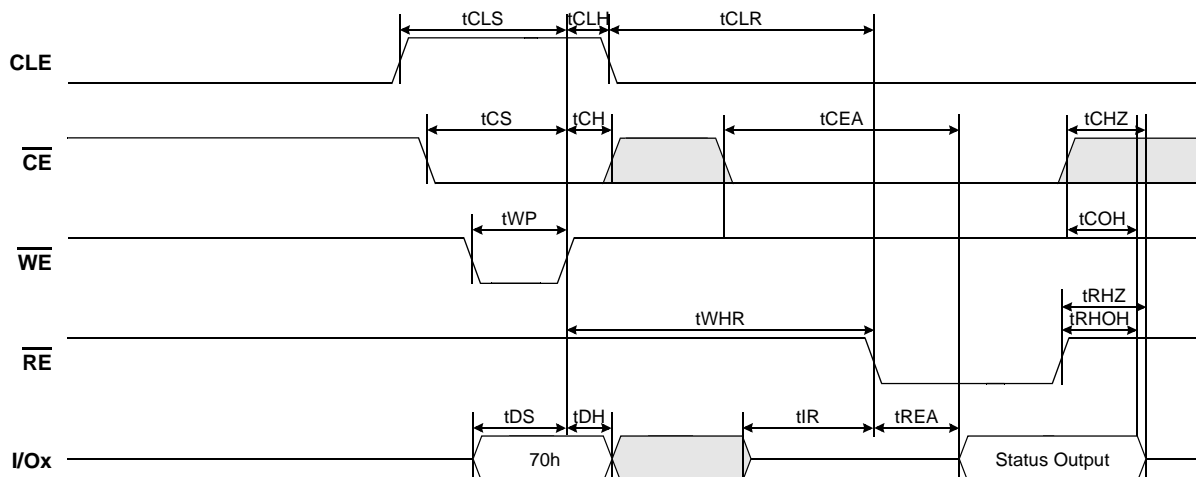 tCLS tCLH tCLR
CLE
tCS tCH tCEA tCHZ
CE
tWP tCOH
WE
tRHZ
tWHR tRHOH
RE
tDS tDH tIR tREA
I/Ox 70h Status Output